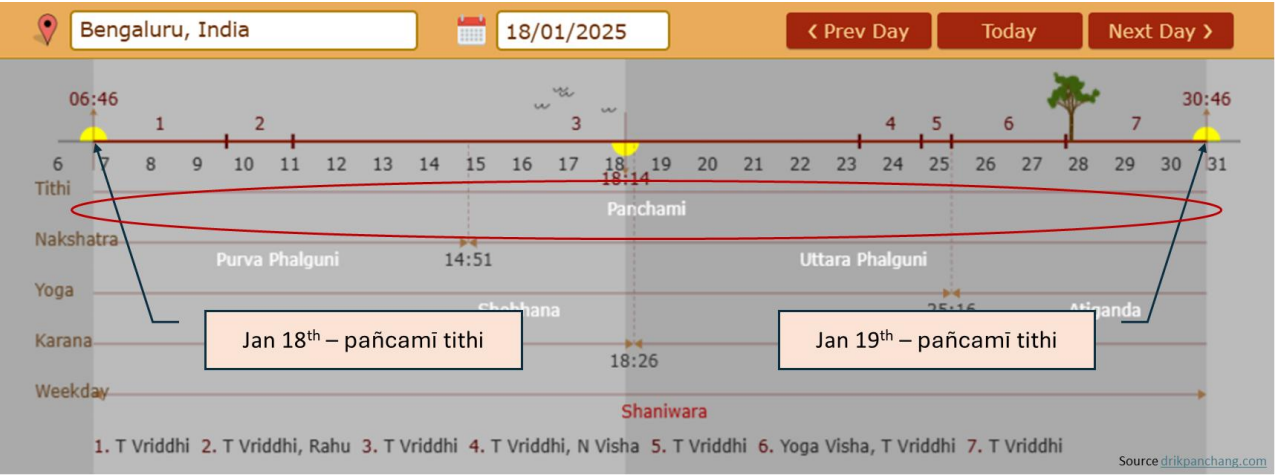 Bengaluru, India 18/01/2025 Prev Day Today Next Day
06:46 30:46
1 2 3 4 5 6 7
6 7 8 9 10 11 12 13 14 15 16 17 18 19 20 21 22 23 24 25 26 27 28 29 30 31
18:14
Tithi
Panchami
Nakshatra
Purva Phalguni 14:51 Uttara Phalguni
Yoga
Shobhana 25:16 Atiganda
Jan 18th – pañcamī tithi Jan 19th – pañcamī tithi
Karana
18:26
Weekday
Shaniwara
1. T Vriddhi 2. T Vriddhi, Rahu 3. T Vriddhi 4. T Vriddhi, N Visha 5. T Vriddhi 6. Yoga Visha, T Vriddhi 7. T Vriddhi
Source drikpanchang.com